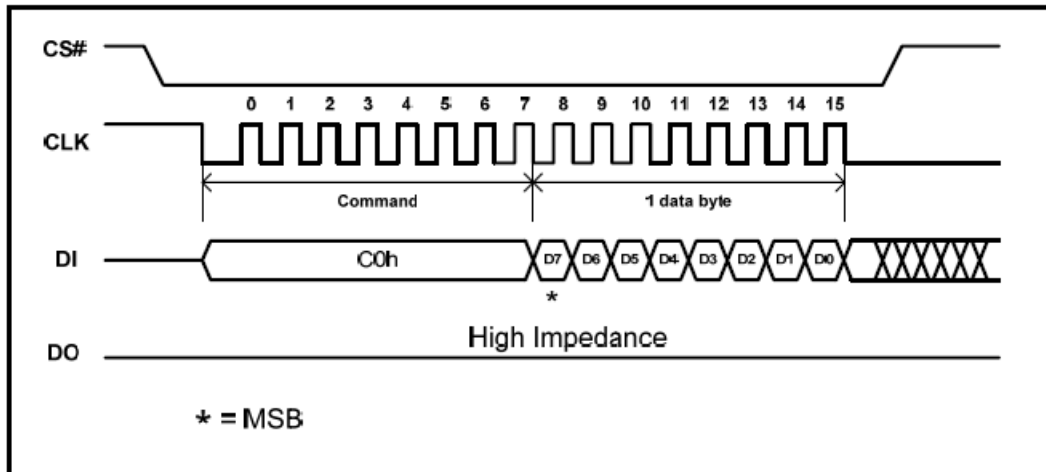 CS#
0 1 2 3 4 5 6 7 8 9 10 11 12 13 14 15
CLK
Command 1 data byte
DI C0h D7 D6 D5 D4 D3 D2 D1 D0
*
High Impedance
DO
* = MSB